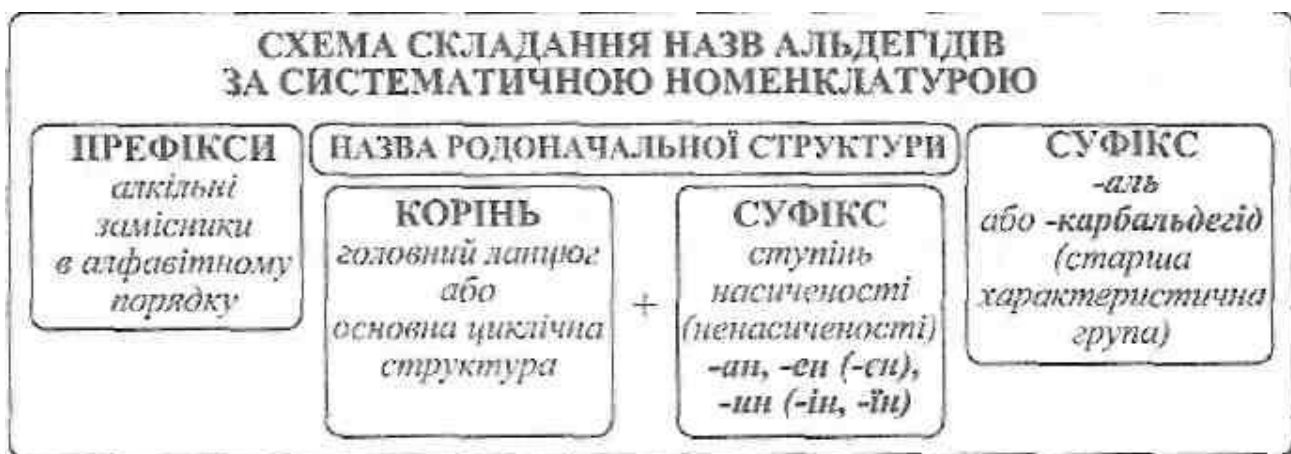 СХЕМА СКЛАДАННЯ НАЗВ АЛЬДЕГІДІВ
ЗА СИСТЕМАТИЧНОЮ НОМЕНКЛАТУРОЮ
ПРЕФІКСИ
алкільні
замісники
в алфавітному
порядку
НАЗВА РОДОНАЧАЛЬНОЇ СТРУКТУРИ
КОРІНЬ
головний ланцюг
або
основна циклічна
структура
+
СУФІКС
ступінь
насиченості
(ненасиченості)
-ан, -ен (-єн),
-ин (-ін, -їн)
СУФІКС
-аль
або -карбальдегід
(старша
характеристична
група)